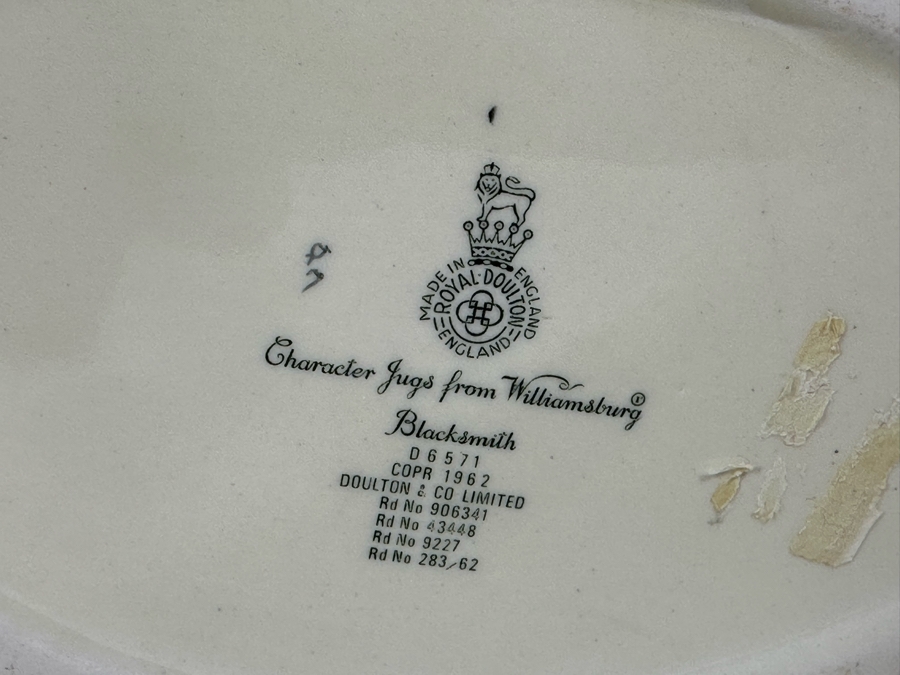 MADE IN ENGLAND
ROYAL·DOULTON
ENGLAND
Character Jugs from Williamsburg®
Blacksmith
D 6571
COPR 1962
DOULTON & CO LIMITED
Rd No 906341
Rd No 43448
Rd No 9227
Rd No 283/62